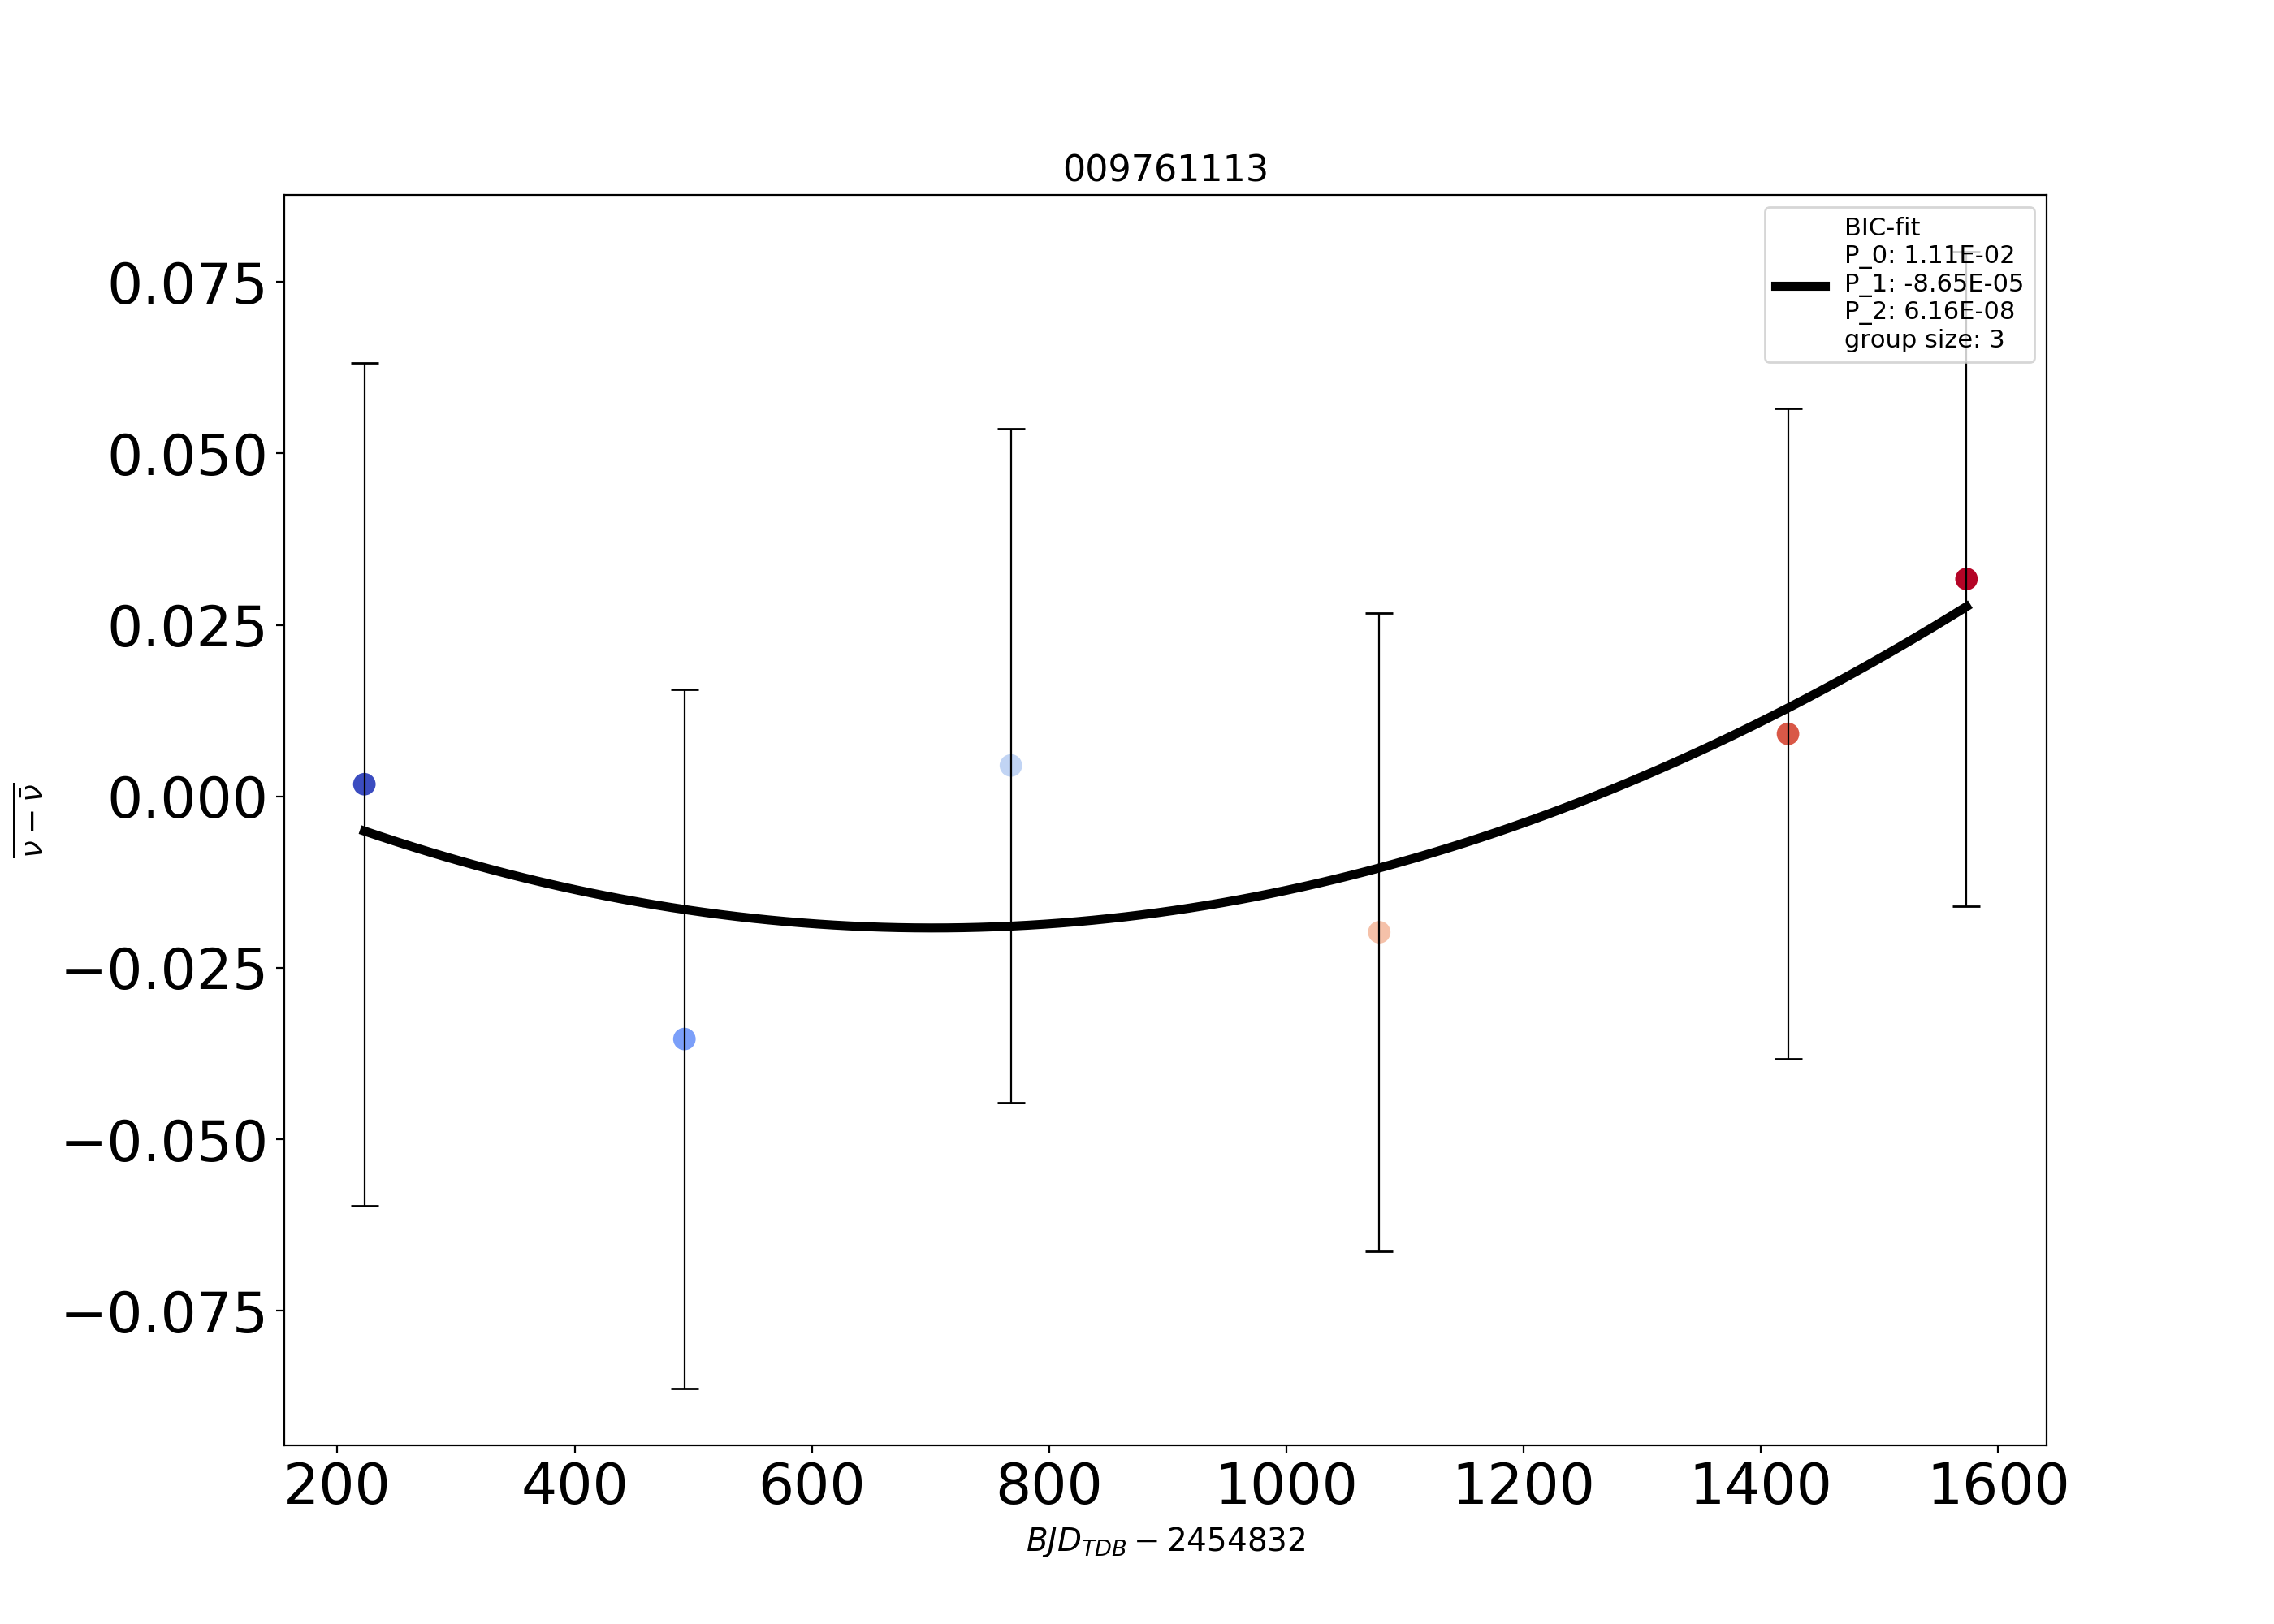 009761113
BIC-fit
P_0: 1.11E-02
P_1: -8.65E-05
P_2: 6.16E-08
group size: 3
0.075
0.050
0.025
0.000
−0.025
−0.050
−0.075
ν − ν̄
200 400 600 800 1000 1200 1400 1600
BJD_TDB − 2454832